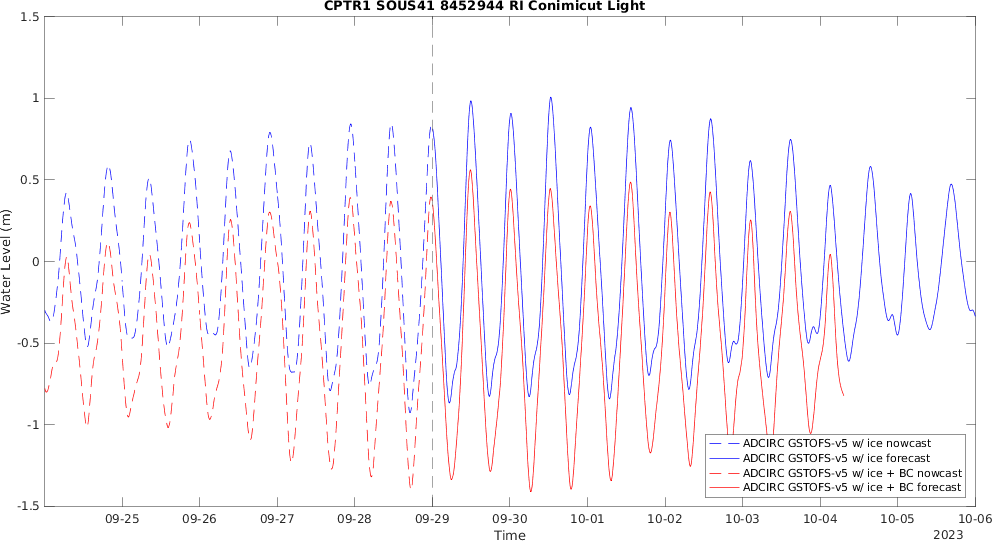 CPTR1 SOUS41 8452944 RI Conimicut Light
1.5
1
0.5
0
-0.5
-1
-1.5
Water Level (m)
ADCIRC GSTOFS-v5 w/ ice nowcast
ADCIRC GSTOFS-v5 w/ ice forecast
ADCIRC GSTOFS-v5 w/ ice + BC nowcast
ADCIRC GSTOFS-v5 w/ ice + BC forecast
09-25 09-26 09-27 09-28 09-29 09-30 10-01 10-02 10-03 10-04 10-05 10-06
Time
2023